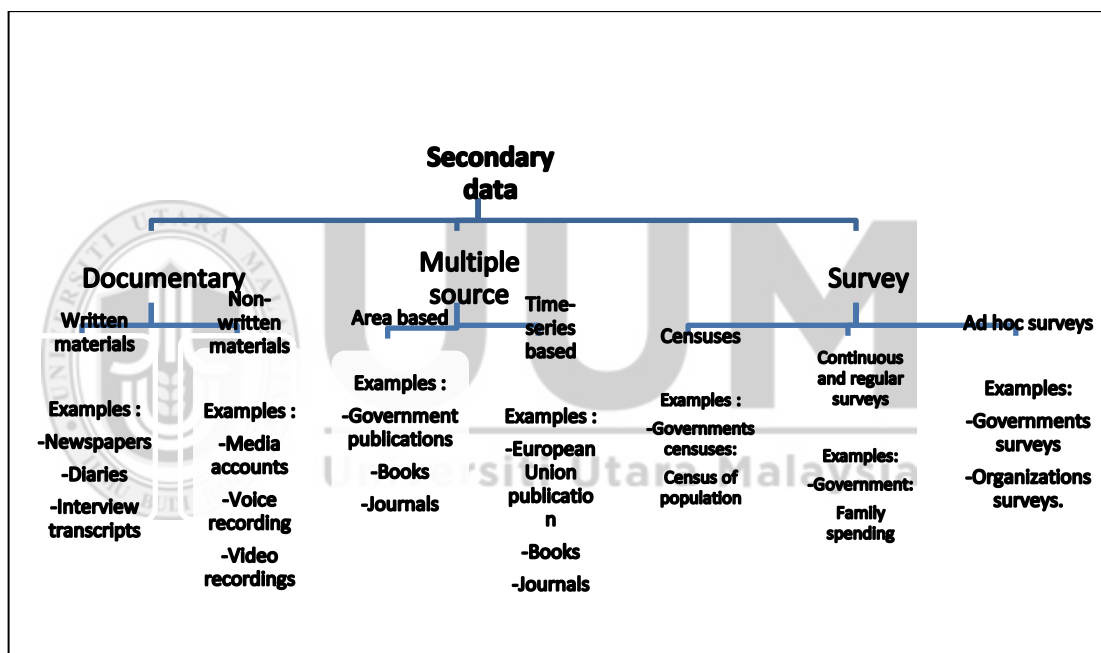 Secondary
data
Documentary
Multiple
source
Survey
Written
materials
Non-
written
materials
Area based
Time-
series
based
Censuses
Continuous
and regular
surveys
Ad hoc surveys
Examples :
-Newspapers
-Diaries
-Interview
transcripts
Examples :
-Media
accounts
-Voice
recording
-Video
recordings
Examples :
-Government
publications
-Books
-Journals
Examples :
-European
Union
publicatio
n
-Books
-Journals
Examples :
-Governments
censuses:
Census of
population
Examples:
-Government:
Family
spending
Examples:
-Governments
surveys
-Organizations
surveys.
UUM
Universiti Utara Malaysia
UNIVERSITI UTARA MALAYSIA